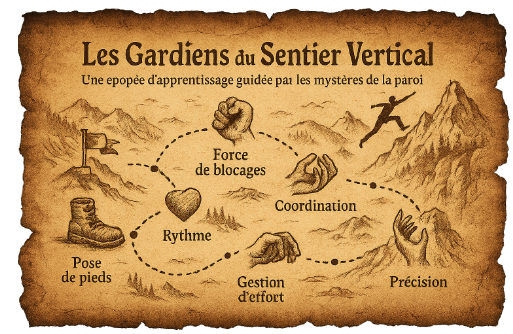 Les Gardiens du Sentier Vertical
Une epopée d'apprentissage guidée par les mystères de la paroi
Force
de blocages
Coordination
Rythme
Pose
de pieds
Gestion
d'effort
Précision